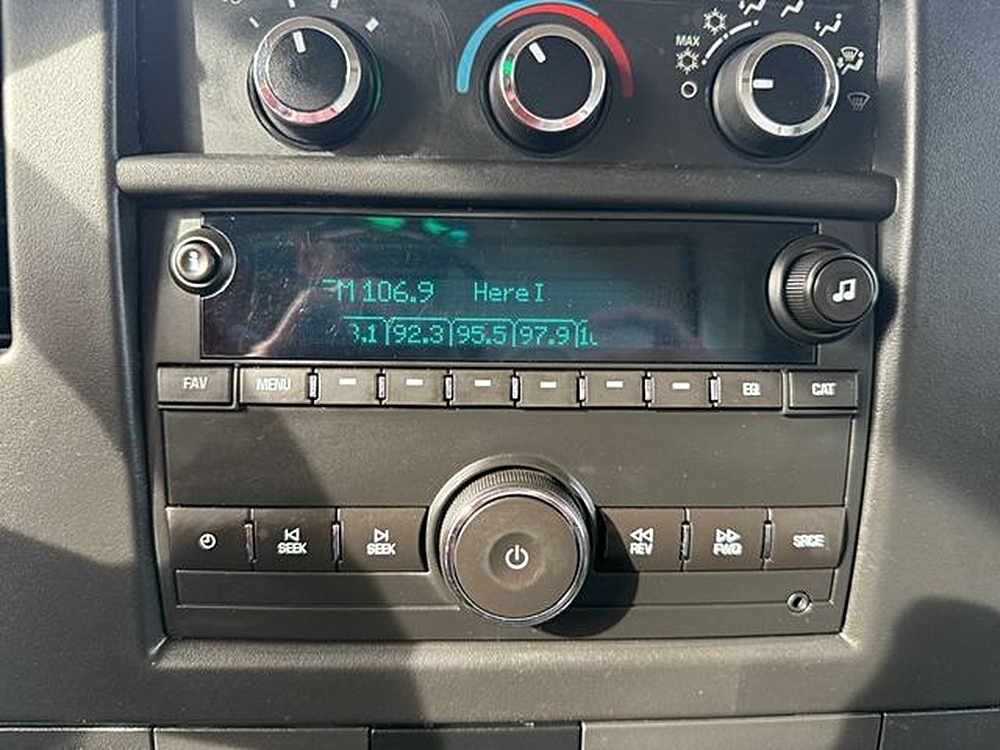 MAX
FM 106.9 Here I
3.1 92.3 95.5 97.9 10
FAV MENU EQ CAT
SEEK SEEK REV FWD SRCE